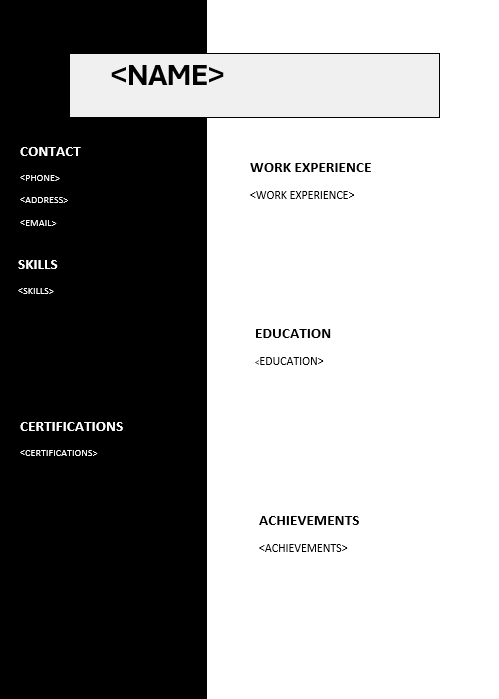 <NAME>
CONTACT
<PHONE>
<ADDRESS>
<EMAIL>
SKILLS
<SKILLS>
CERTIFICATIONS
<CERTIFICATIONS>
WORK EXPERIENCE
<WORK EXPERIENCE>
EDUCATION
<EDUCATION>
ACHIEVEMENTS
<ACHIEVEMENTS>